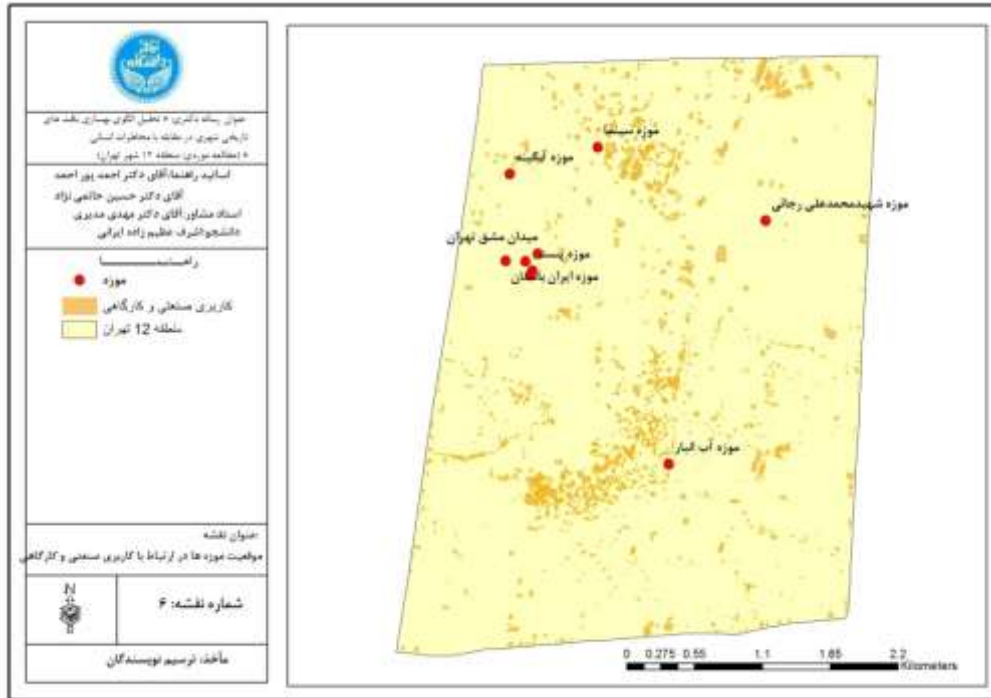 عنوان رساله دکتری: « تحلیل الگوی بهسازی بافت های
تاریخی شهری در مقابله با مخاطرات انسانی
« (مطالعه موردی: منطقه ۱۲ شهر تهران)
اساتید راهنما:آقای دکتر احمد پور احمد
آقای دکتر حسین حاتمی نژاد
استاد مشاور:آقای دکتر مهدی مدیری
دانشجو:اشرف عظیم زاده ایرانی
راهنما
موزه
کاربری صنعتی و کارگاهی
منطقه 12 تهران
عنوان نقشه:
موقعیت موزه ها در ارتباط با کاربری صنعتی و کارگاهی
N
شماره نقشه: ۶
مأخذ: ترسیم نویسندگان
موزه سینما
موزه آبگینه
موزه شهیدمحمدعلی رجائی
میدان مشق تهران
موزه
موزه ایران باستان
موزه آب انبار
0 0.275 0.55 1.1 1.65 2.2
Kilometers